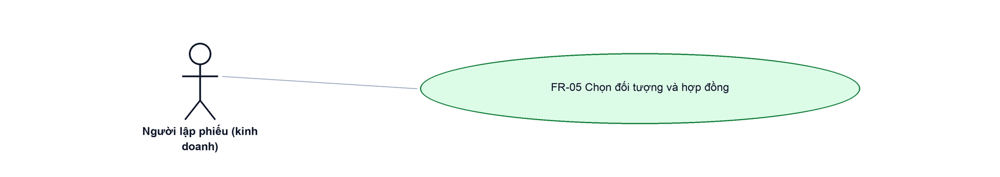 FR-05 Chọn đối tượng và hợp đồng
Người lập phiếu (kinh
doanh)